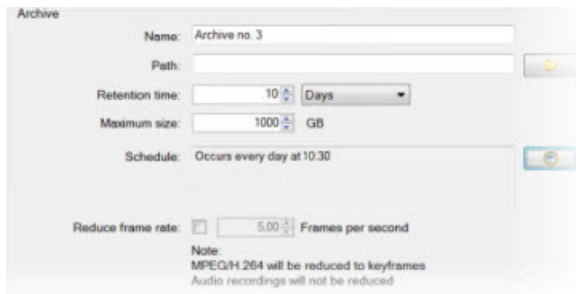 Archive
Name: Archive no. 3
Path:
Retention time: 10 Days
Maximum size: 1000 GB
Schedule: Occurs every day at 10:30
Reduce frame rate: 5.00 Frames per second
Note:
MPEG/H.264 will be reduced to keyframes
Audio recordings will not be reduced